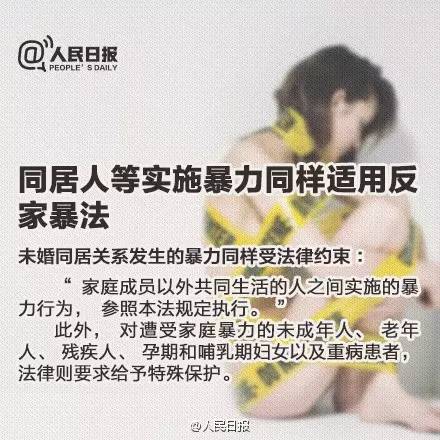 @人民日报
PEOPLE'S DAILY
同居人等实施暴力同样适用反
家暴法
未婚同居关系发生的暴力同样受法律约束：
“ 家庭成员以外共同生活的人之间实施的暴
力行为， 参照本法规定执行。 ”
此外， 对遭受家庭暴力的未成年人、 老年
人、 残疾人、 孕期和哺乳期妇女以及重病患者，
法律则要求给予特殊保护。
@人民日报